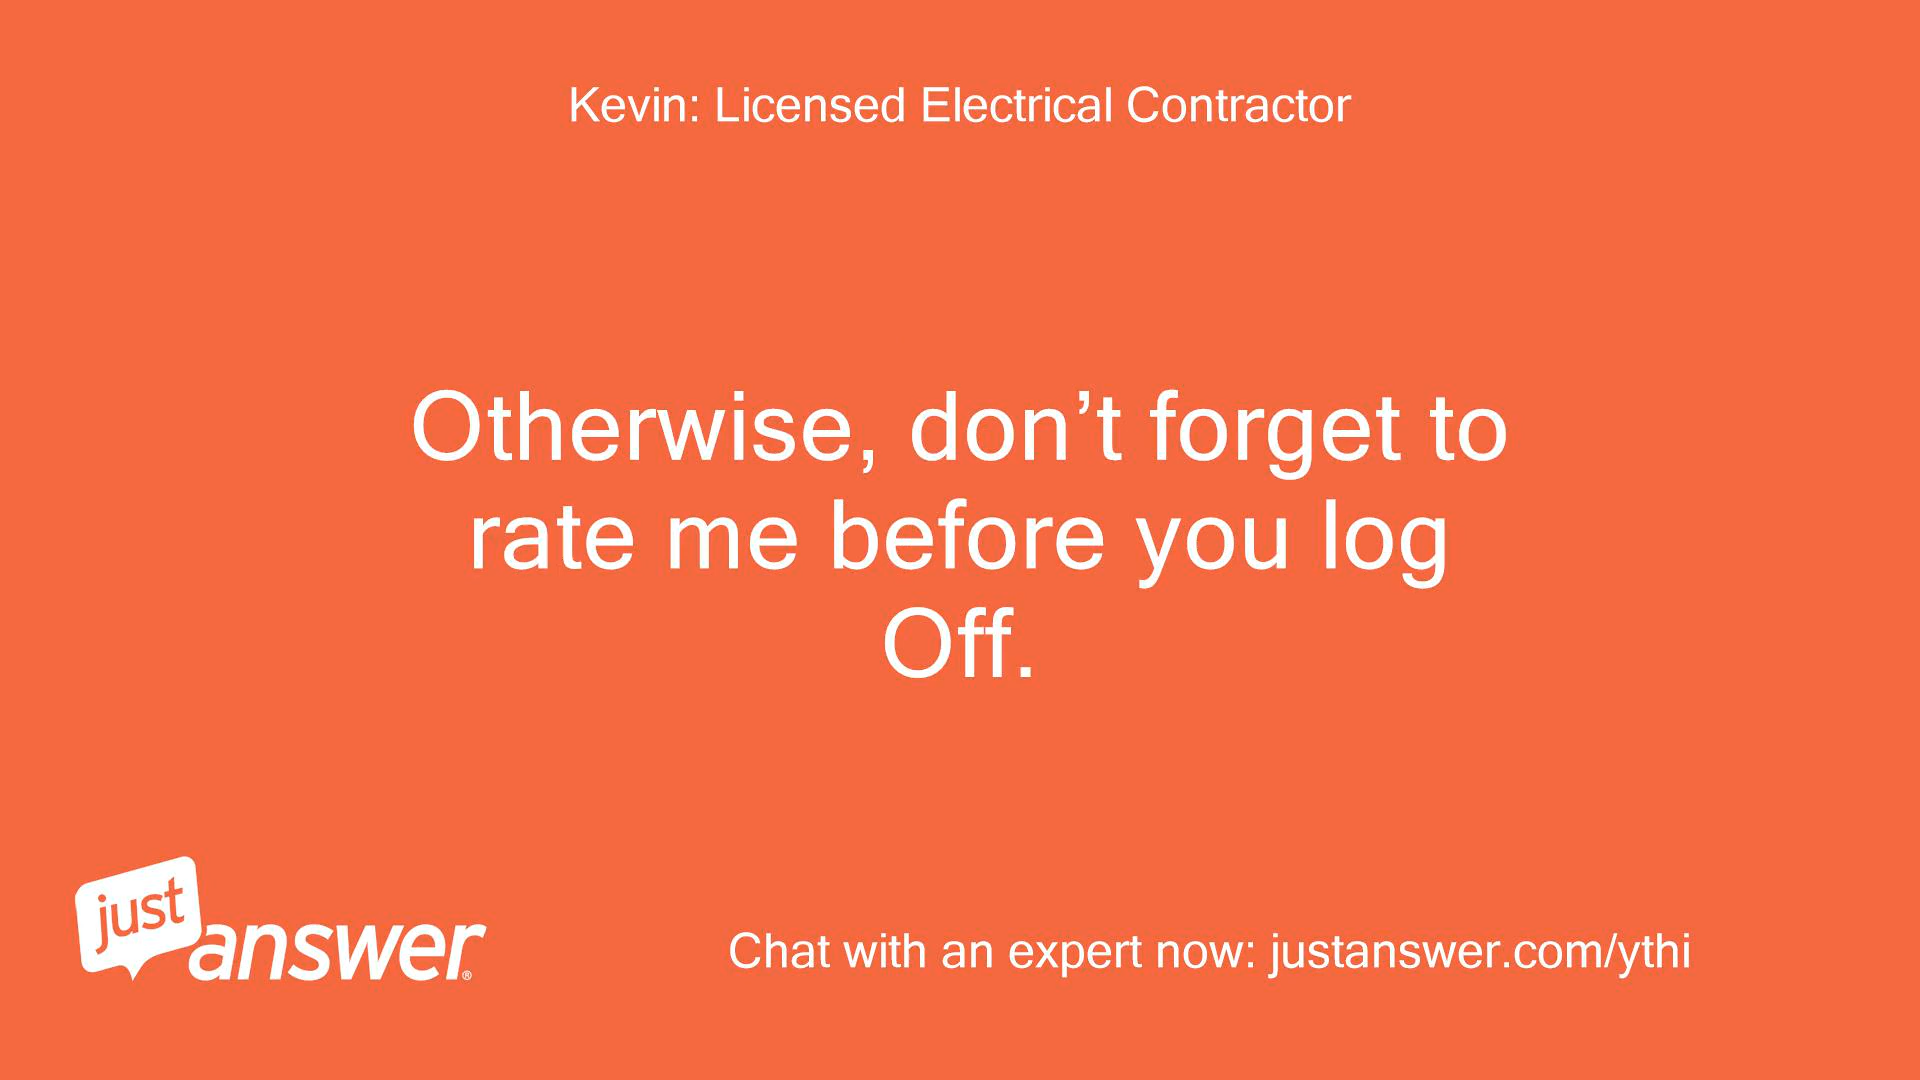 Kevin: Licensed Electrical Contractor
Otherwise, don’t forget to
rate me before you log
Off.
just
answer®
Chat with an expert now: justanswer.com/ythi